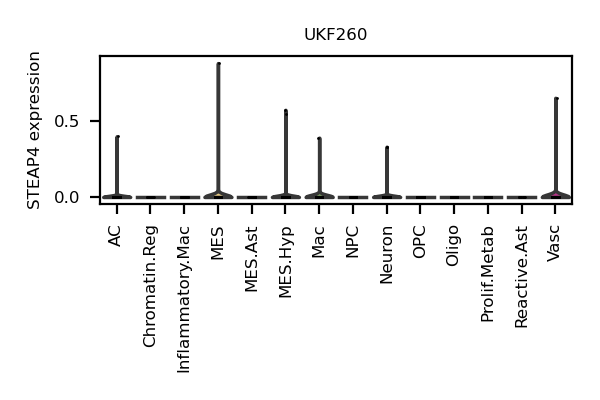 UKF260
STEAP4 expression
0.5
0.0
AC
Chromatin.Reg
Inflammatory.Mac
MES
MES.Ast
MES.Hyp
Mac
NPC
Neuron
OPC
Oligo
Prolif.Metab
Reactive.Ast
Vasc